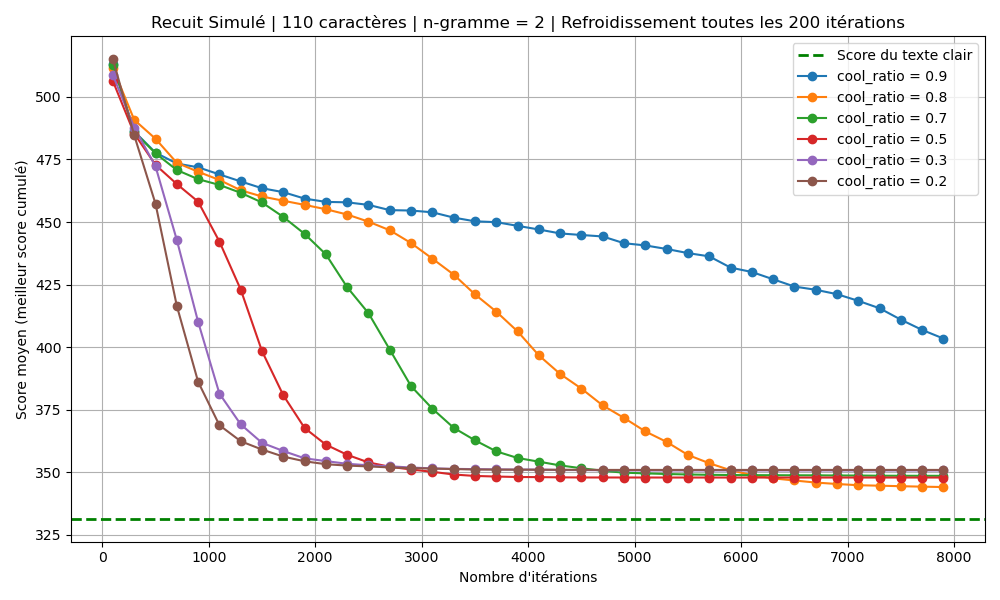 Recuit Simulé | 110 caractères | n-gramme = 2 | Refroidissement toutes les 200 itérations
Score moyen (meilleur score cumulé)
500
475
450
425
400
375
350
325
Score du texte clair
cool_ratio = 0.9
cool_ratio = 0.8
cool_ratio = 0.7
cool_ratio = 0.5
cool_ratio = 0.3
cool_ratio = 0.2
0 1000 2000 3000 4000 5000 6000 7000 8000
Nombre d'itérations